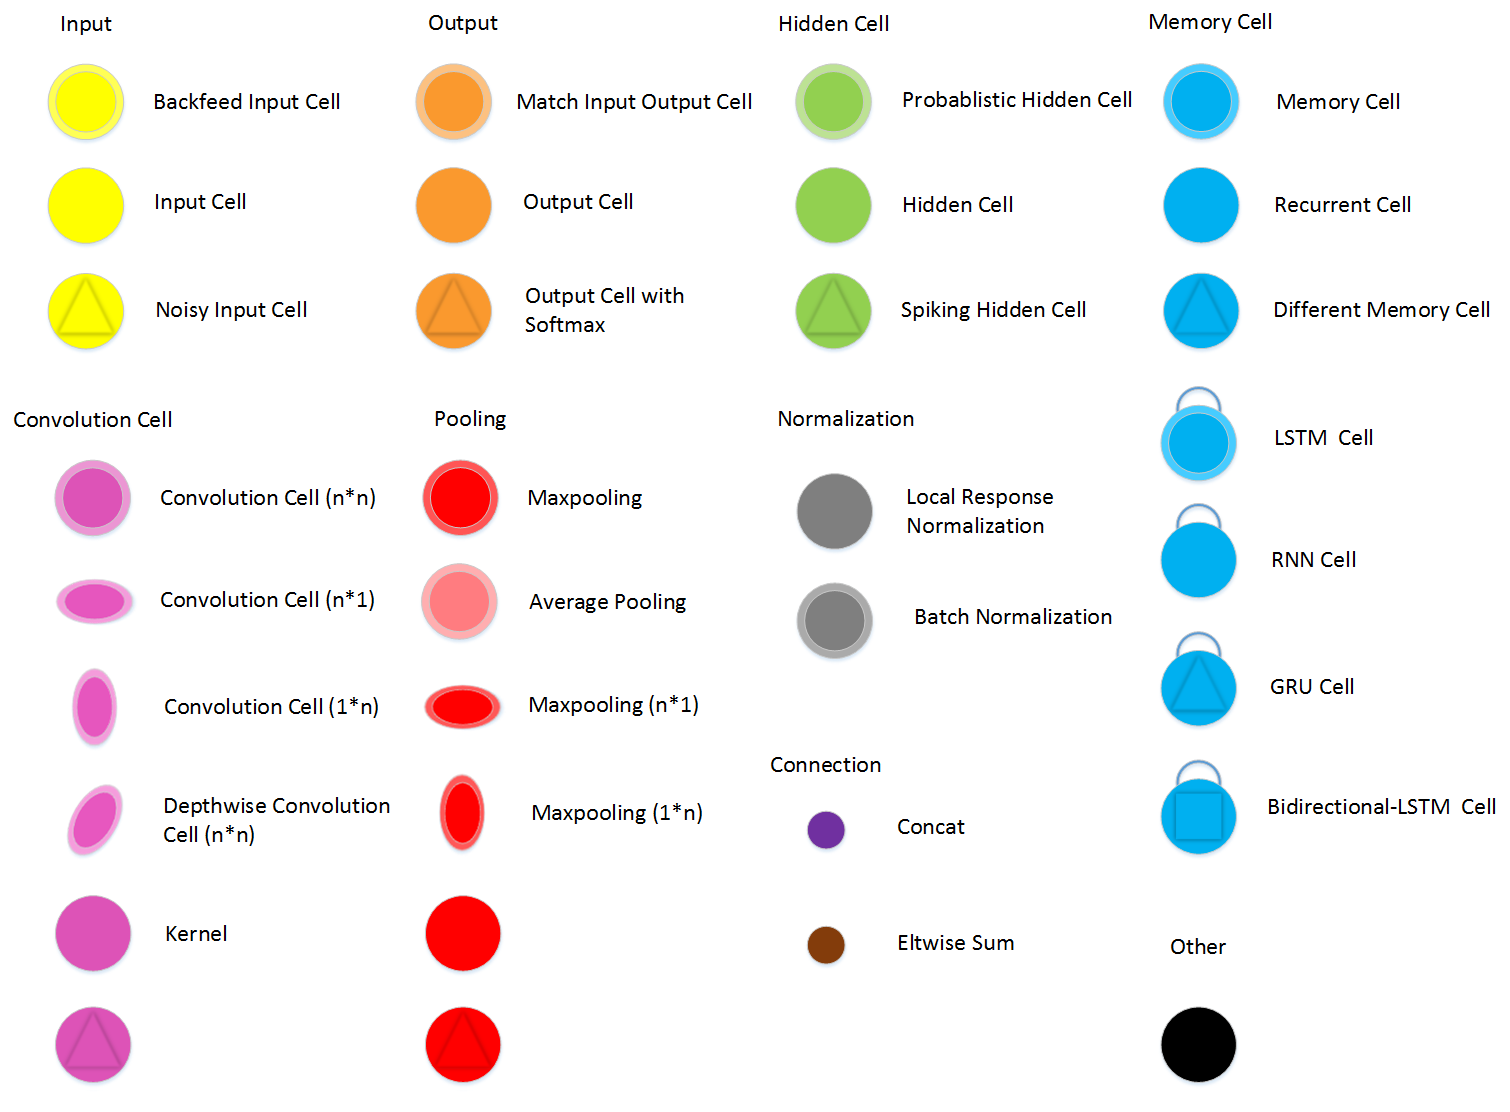 Input
Backfeed Input Cell
Input Cell
Noisy Input Cell
Output
Match Input Output Cell
Output Cell
Output Cell with
Softmax
Hidden Cell
Probablistic Hidden Cell
Hidden Cell
Spiking Hidden Cell
Memory Cell
Memory Cell
Recurrent Cell
Different Memory Cell
LSTM  Cell
RNN Cell
GRU Cell
Bidirectional-LSTM  Cell
Convolution Cell
Convolution Cell (n*n)
Convolution Cell (n*1)
Convolution Cell (1*n)
Depthwise Convolution
Cell (n*n)
Kernel
Pooling
Maxpooling
Average Pooling
Maxpooling (n*1)
Maxpooling (1*n)
Normalization
Local Response
Normalization
Batch Normalization
Connection
Concat
Eltwise Sum
Other